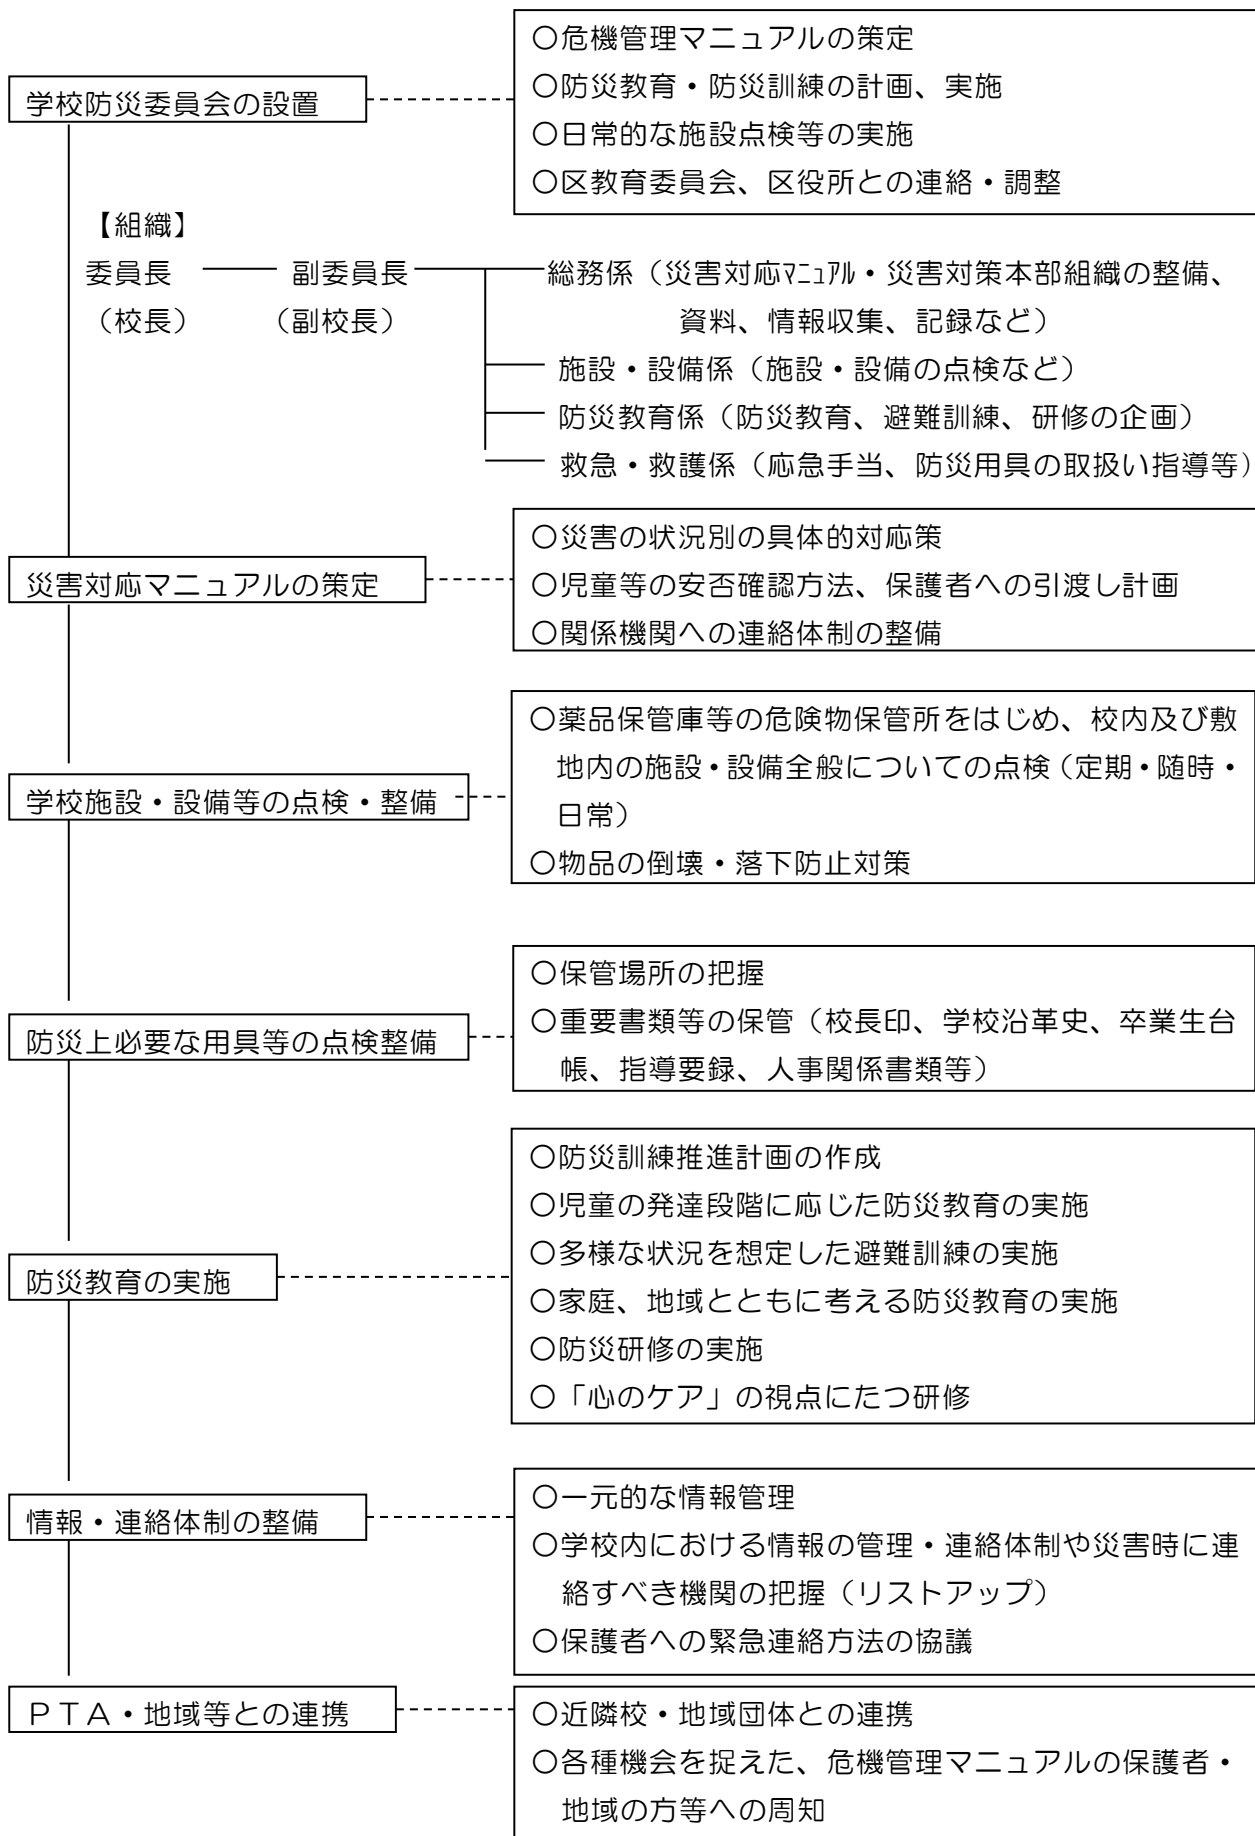 学校防災委員会の設置
○危機管理マニュアルの策定
○防災教育・防災訓練の計画、実施
○日常的な施設点検等の実施
○区教育委員会、区役所との連絡・調整
【組織】
委員長 副委員長 総務係（災害対応ﾏﾆｭｱﾙ・災害対策本部組織の整備、
（校長） （副校長） 資料、情報収集、記録など）
施設・設備係（施設・設備の点検など）
防災教育係（防災教育、避難訓練、研修の企画）
救急・救護係（応急手当、防災用具の取扱い指導等）
災害対応マニュアルの策定
○災害の状況別の具体的対応策
○児童等の安否確認方法、保護者への引渡し計画
○関係機関への連絡体制の整備
学校施設・設備等の点検・整備
○薬品保管庫等の危険物保管所をはじめ、校内及び敷
地内の施設・設備全般についての点検（定期・随時・
日常）
○物品の倒壊・落下防止対策
防災上必要な用具等の点検整備
○保管場所の把握
○重要書類等の保管（校長印、学校沿革史、卒業生台
帳、指導要録、人事関係書類等）
防災教育の実施
○防災訓練推進計画の作成
○児童の発達段階に応じた防災教育の実施
○多様な状況を想定した避難訓練の実施
○家庭、地域とともに考える防災教育の実施
○防災研修の実施
○「心のケア」の視点にたつ研修
情報・連絡体制の整備
○一元的な情報管理
○学校内における情報の管理・連絡体制や災害時に連
絡すべき機関の把握（リストアップ）
○保護者への緊急連絡方法の協議
ＰＴＡ・地域等との連携
○近隣校・地域団体との連携
○各種機会を捉えた、危機管理マニュアルの保護者・
地域の方等への周知